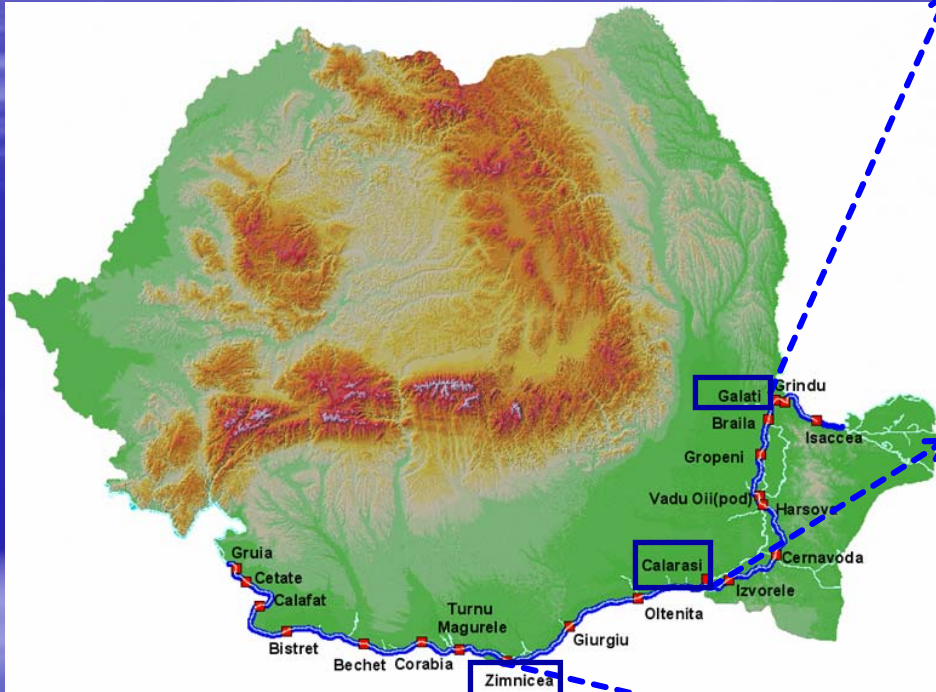 Grindu
Galati
Braila
Isaccea
Gropeni
Vadu Oii(pod)
Harsova
Cernavoda
Calarasi
Izvorele
Oltenita
Gruia
Cetate
Calafat
Turnu
Magurele
Giurgiu
Bistret
Bechet
Corabia
Zimnicea